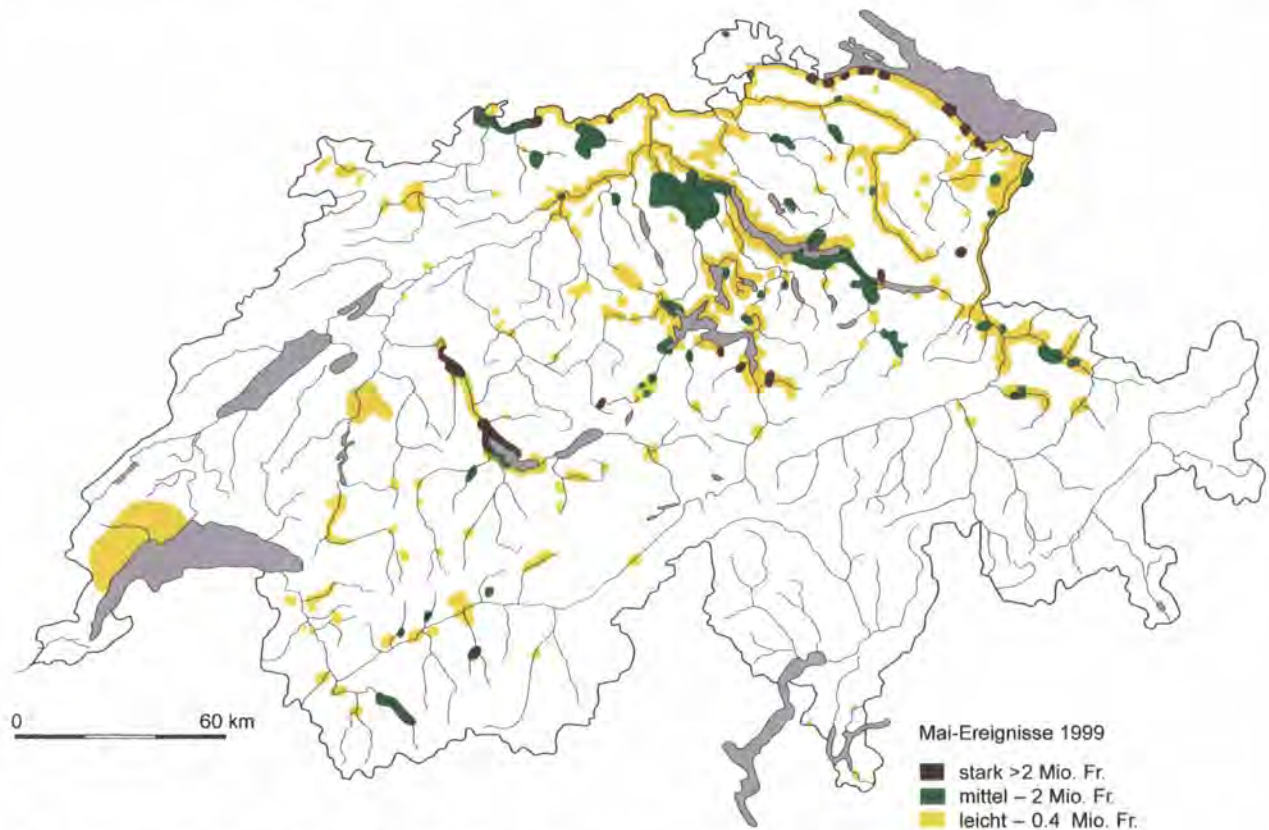 0 60 km
Mai-Ereignisse 1999
stark >2 Mio. Fr.
mittel – 2 Mio. Fr.
leicht – 0.4 Mio. Fr.